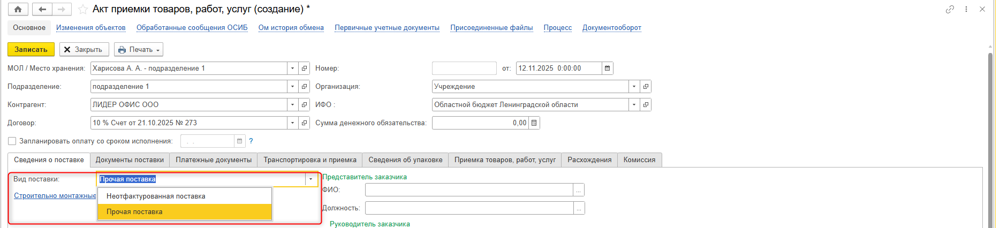 Акт приемки товаров, работ, услуг (создание) *
Основное Изменения объектов Обработанные сообщения ОСИБ Ом история обмена Первичные учетные документы Присоединенные файлы Процесс Документооборот
Записать Закрыть Печать
МОЛ / Место хранения: Харисова А. А. - подразделение 1 Номер: от: 12.11.2025 0:00:00
Подразделение: подразделение 1 Организация: Учреждение
Контрагент: ЛИДЕР ОФИС ООО ИФО : Областной бюджет Ленинградской области
Договор: 10 % Счет от 21.10.2025 № 273 Сумма денежного обязательства: 0,00
Запланировать оплату со сроком исполнения: . . ?
Сведения о поставке Документы поставки Платежные документы Транспортировка и приемка Сведения об упаковке Приемка товаров, работ, услуг Расхождения Комиссия
Вид поставки: Прочая поставка Представитель заказчика
ФИО: ...
Строительно монтажные Неотфактурованная поставка
Должность: ...
Прочая поставка
Руководитель заказчика